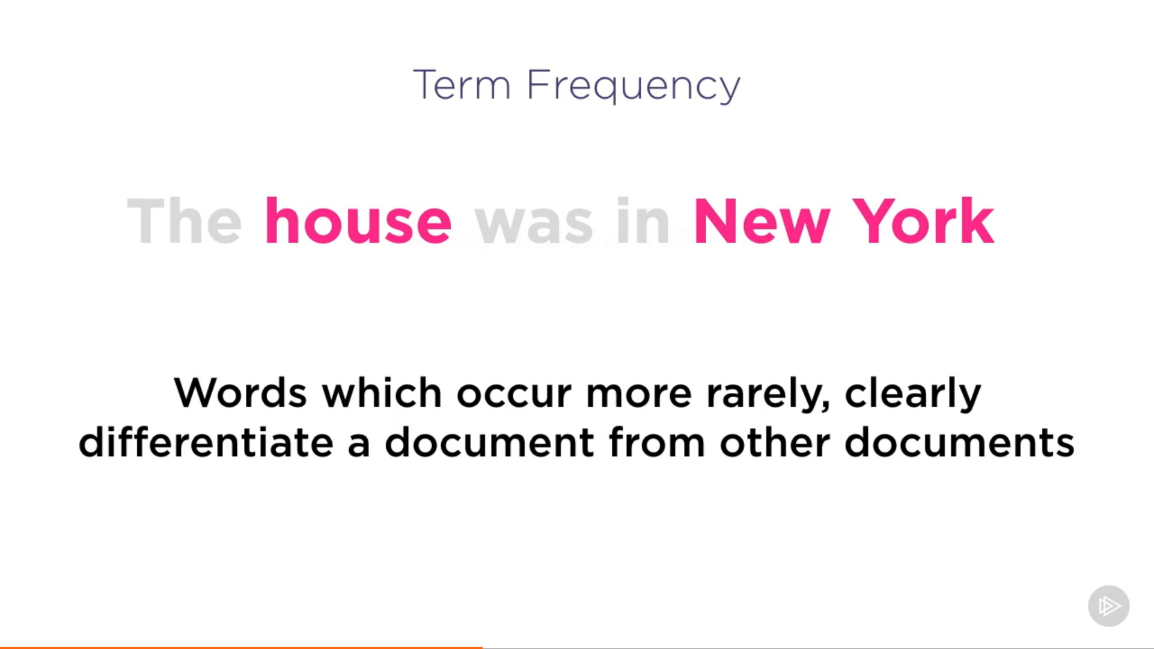 Term Frequency
The house was in New York
Words which occur more rarely, clearly
differentiate a document from other documents